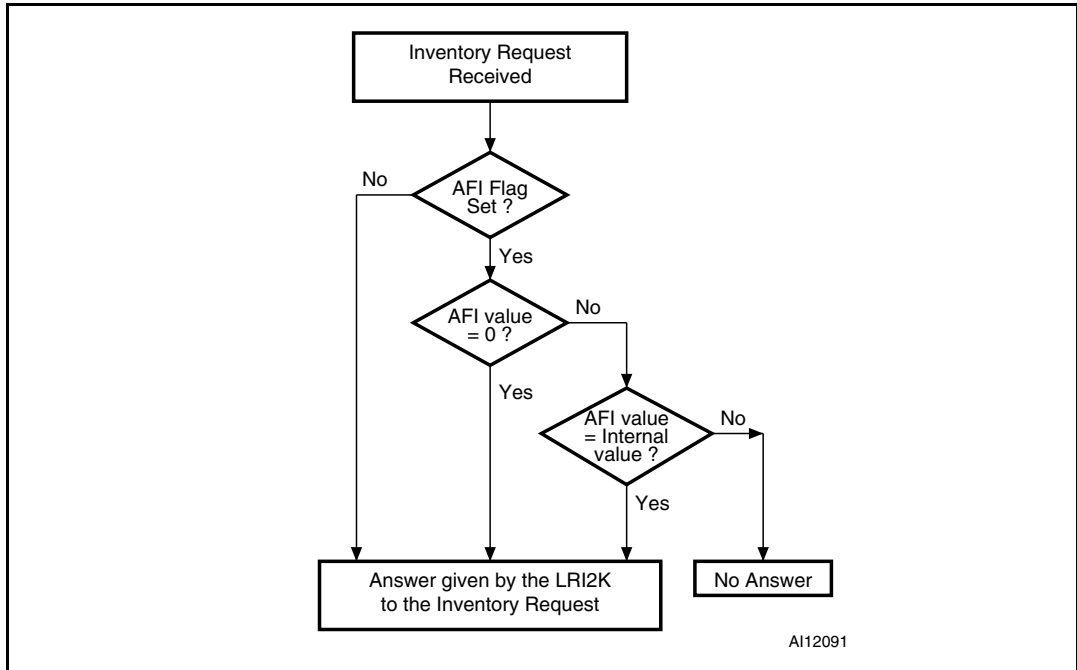 Inventory Request
Received
No
AFI Flag
Set ?
Yes
AFI value
= 0 ?
No
Yes
AFI value
= Internal
value ?
No
Yes
Answer given by the LRI2K
to the Inventory Request
No Answer
AI12091